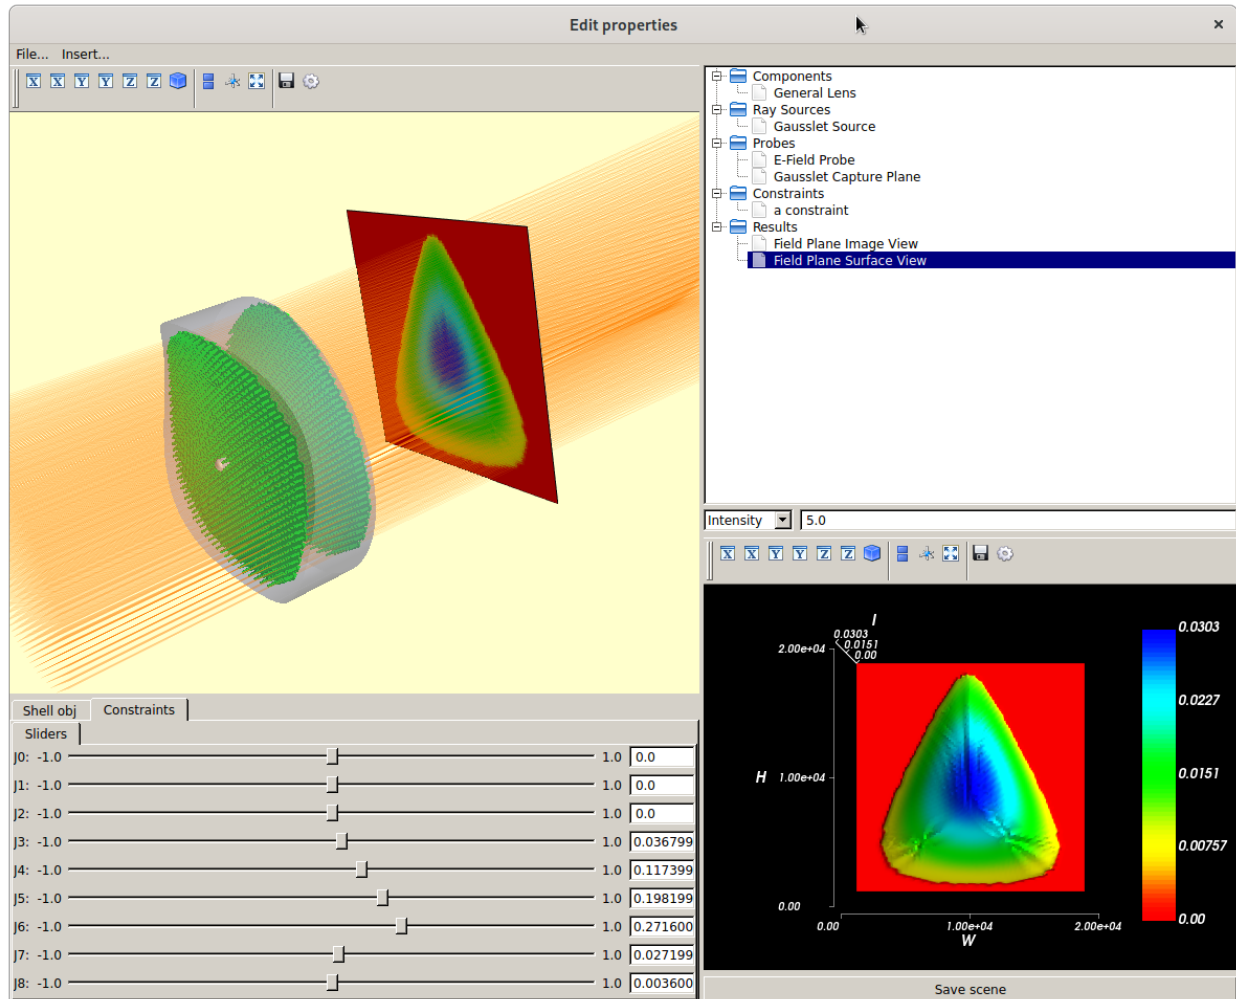 Edit properties
File... Insert...
X X Y Y Z Z
Components
General Lens
Ray Sources
Gausslet Source
Probes
E-Field Probe
Gausslet Capture Plane
Constraints
a constraint
Results
Field Plane Image View
Field Plane Surface View
Intensity 5.0
X X Y Y Z Z
I
0.0303
0.0151
0.00
2.00e+04
H 1.00e+04
0.00
0.00 1.00e+04 2.00e+04
W
0.0303
0.0227
0.0151
0.00757
0.00
Save scene
Shell obj Constraints
Sliders
J0: -1.0 1.0 0.0
J1: -1.0 1.0 0.0
J2: -1.0 1.0 0.0
J3: -1.0 1.0 0.036799
J4: -1.0 1.0 0.117399
J5: -1.0 1.0 0.198199
J6: -1.0 1.0 0.271600
J7: -1.0 1.0 0.027199
J8: -1.0 1.0 0.003600